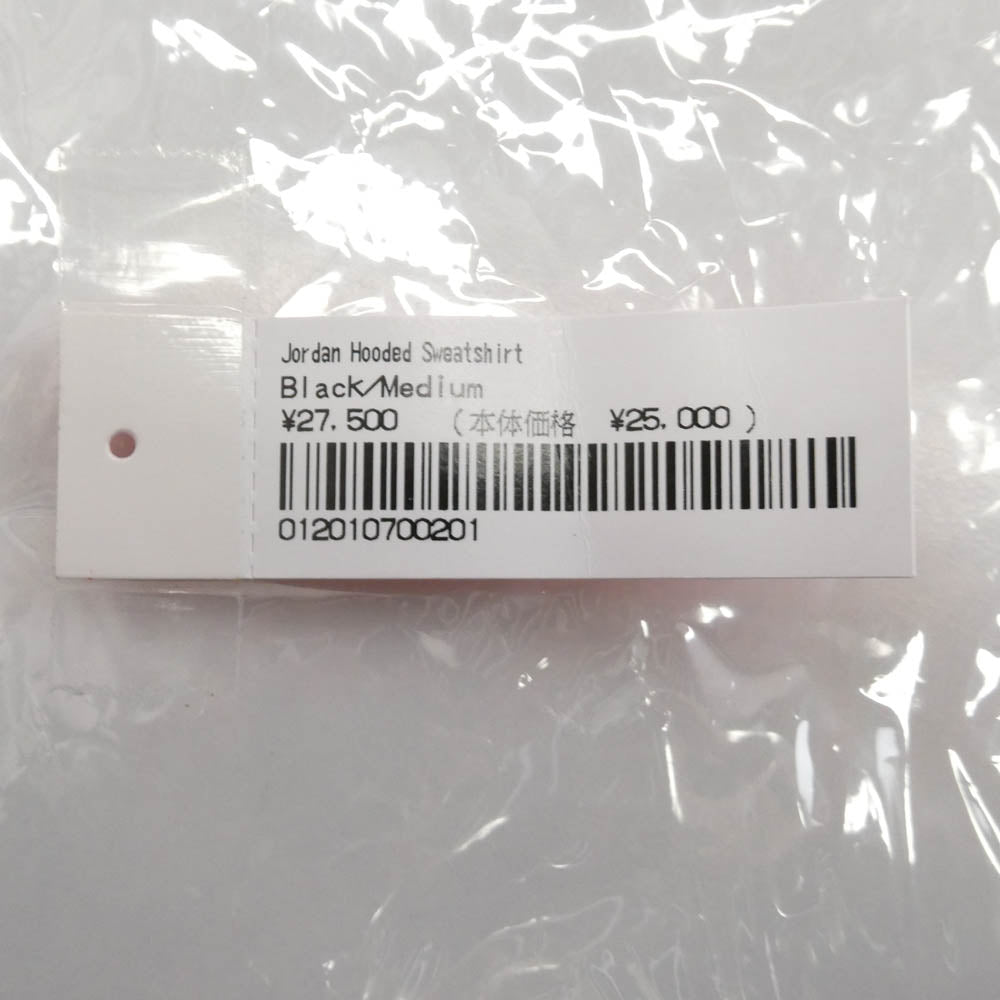 Jordan Hooded Sweatshirt
Black/Medium
¥27,500 (本体価格 ¥25,000 )
012010700201